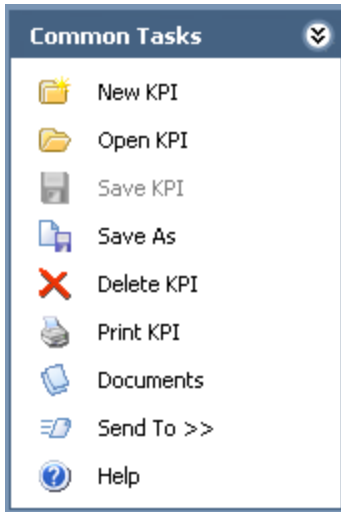 Common Tasks
New KPI
Open KPI
Save KPI
Save As
Delete KPI
Print KPI
Documents
Send To >>
Help